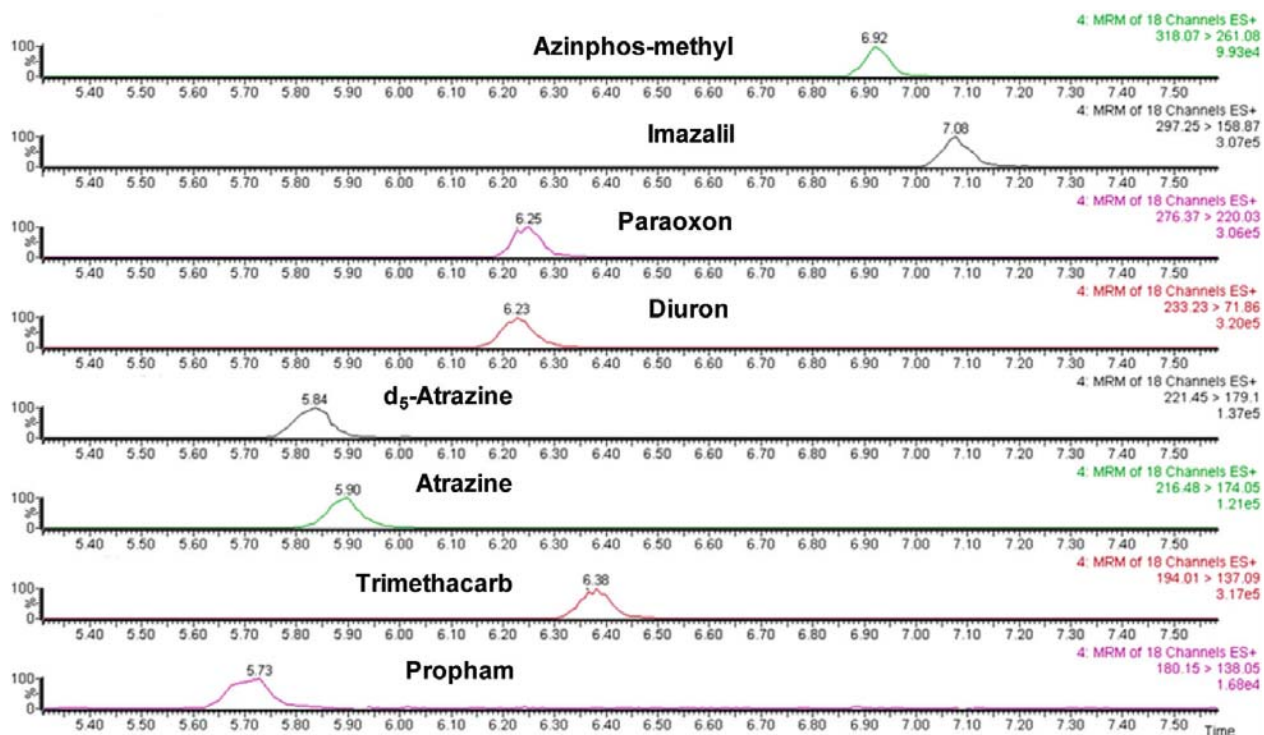 4: MRM of 18 Channels ES+
318.07 > 261.08
9.93e4
Azinphos-methyl
6.92
100
%
0
5.40 5.50 5.60 5.70 5.80 5.90 6.00 6.10 6.20 6.30 6.40 6.50 6.60 6.70 6.80 6.90 7.00 7.10 7.20 7.30 7.40 7.50
4: MRM of 18 Channels ES+
297.25 > 158.87
3.07e5
Imazalil
7.08
100
%
0
5.40 5.50 5.60 5.70 5.80 5.90 6.00 6.10 6.20 6.30 6.40 6.50 6.60 6.70 6.80 6.90 7.00 7.10 7.20 7.30 7.40 7.50
4: MRM of 18 Channels ES+
276.37 > 220.03
3.06e5
Paraoxon
6.25
100
%
0
5.40 5.50 5.60 5.70 5.80 5.90 6.00 6.10 6.20 6.30 6.40 6.50 6.60 6.70 6.80 6.90 7.00 7.10 7.20 7.30 7.40 7.50
4: MRM of 18 Channels ES+
233.23 > 71.86
3.20e5
Diuron
6.23
100
%
0
5.40 5.50 5.60 5.70 5.80 5.90 6.00 6.10 6.20 6.30 6.40 6.50 6.60 6.70 6.80 6.90 7.00 7.10 7.20 7.30 7.40 7.50
4: MRM of 18 Channels ES+
221.45 > 179.1
1.37e5
d5-Atrazine
5.84
100
%
0
5.40 5.50 5.60 5.70 5.80 5.90 6.00 6.10 6.20 6.30 6.40 6.50 6.60 6.70 6.80 6.90 7.00 7.10 7.20 7.30 7.40 7.50
4: MRM of 18 Channels ES+
216.48 > 174.05
1.21e5
Atrazine
5.90
100
%
0
5.40 5.50 5.60 5.70 5.80 5.90 6.00 6.10 6.20 6.30 6.40 6.50 6.60 6.70 6.80 6.90 7.00 7.10 7.20 7.30 7.40 7.50
4: MRM of 18 Channels ES+
194.01 > 137.09
3.17e5
Trimethacarb
6.38
100
%
0
5.40 5.50 5.60 5.70 5.80 5.90 6.00 6.10 6.20 6.30 6.40 6.50 6.60 6.70 6.80 6.90 7.00 7.10 7.20 7.30 7.40 7.50
4: MRM of 18 Channels ES+
180.15 > 138.05
1.68e4
Propham
5.73
100
%
0
5.40 5.50 5.60 5.70 5.80 5.90 6.00 6.10 6.20 6.30 6.40 6.50 6.60 6.70 6.80 6.90 7.00 7.10 7.20 7.30 7.40 7.50
Time